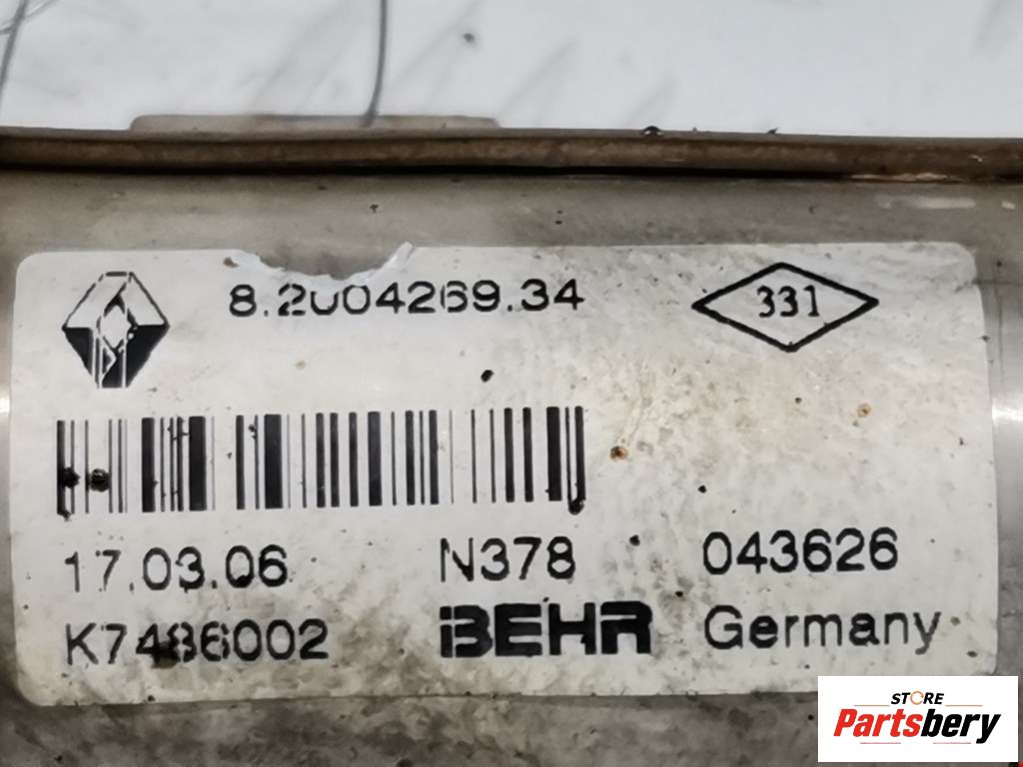 8.2004269.34
331
17.03.06 N378 043626
K7486002 BEHR Germany
STORE
Partsbery